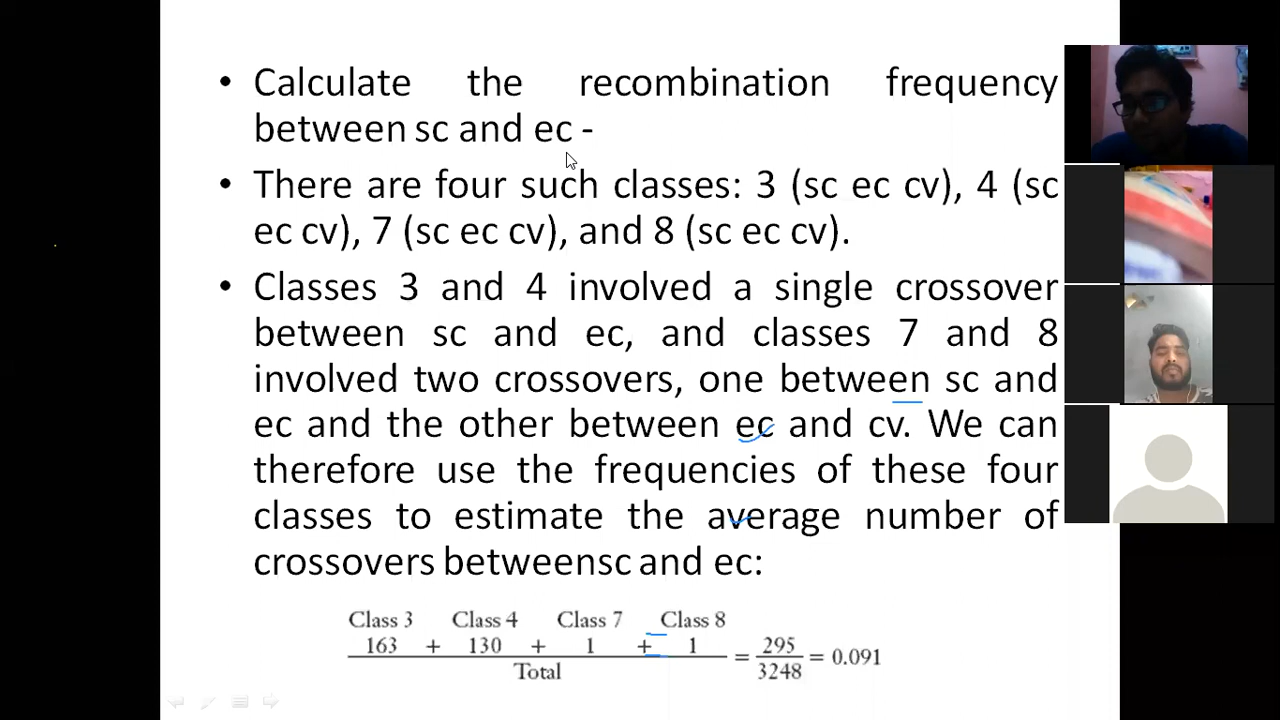 • Calculate the recombination frequency
between sc and ec -
• There are four such classes: 3 (sc ec cv), 4 (sc
ec cv), 7 (sc ec cv), and 8 (sc ec cv).
• Classes 3 and 4 involved a single crossover
between sc and ec, and classes 7 and 8
involved two crossovers, one between sc and
ec and the other between ec and cv. We can
therefore use the frequencies of these four
classes to estimate the average number of
crossovers betweensc and ec:
Class 3 Class 4 Class 7 Class 8
163 + 130 + 1 + 1
Total
= 295
3248
= 0.091